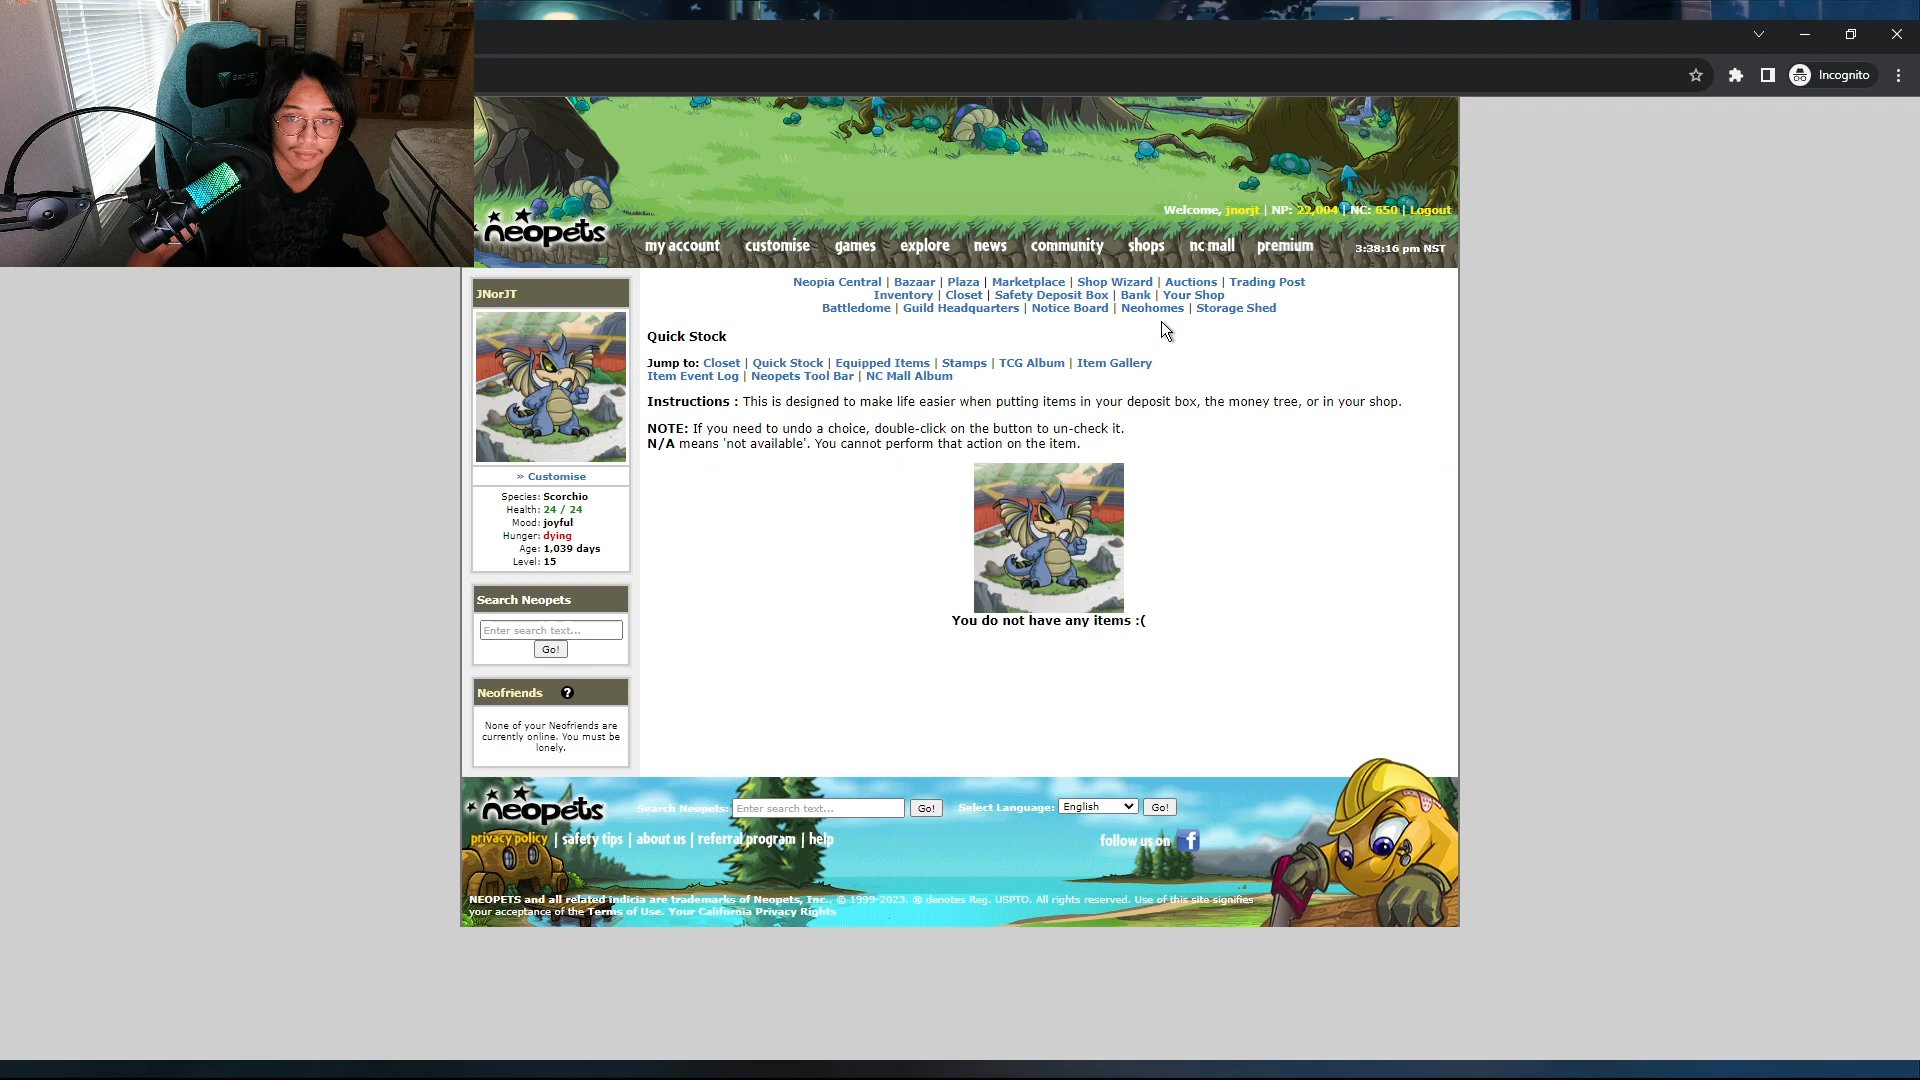 Incognito
Welcome, jnorjt | NP: 22,004 | NC: 650 | Logout
neopets
my account customise games explore news community shops nc mall premium 3:38:16 pm NST
JNorJT
» Customise
Species: Scorchio
Health: 24 / 24
Mood: joyful
Hunger: dying
Age: 1,039 days
Level: 15
Search Neopets
Enter search text...
Go!
Neofriends ?
None of your Neofriends are
currently online. You must be
lonely.
Neopia Central | Bazaar | Plaza | Marketplace | Shop Wizard | Auctions | Trading Post
Inventory | Closet | Safety Deposit Box | Bank | Your Shop
Battledome | Guild Headquarters | Notice Board | Neohomes | Storage Shed
Quick Stock
Jump to: Closet | Quick Stock | Equipped Items | Stamps | TCG Album | Item Gallery
Item Event Log | Neopets Tool Bar | NC Mall Album
Instructions : This is designed to make life easier when putting items in your deposit box, the money tree, or in your shop.
NOTE: If you need to undo a choice, double-click on the button to un-check it.
N/A means 'not available'. You cannot perform that action on the item.
You do not have any items :(
neopets
Search Neopets: Enter search text... Go! Select Language: English Go!
privacy policy | safety tips | about us | referral program | help
follow us on f
NEOPETS and all related indicia are trademarks of Neopets, Inc., © 1999-2023. ® denotes Reg. USPTO. All rights reserved. Use of this site signifies
your acceptance of the Terms of Use. Your California Privacy Rights